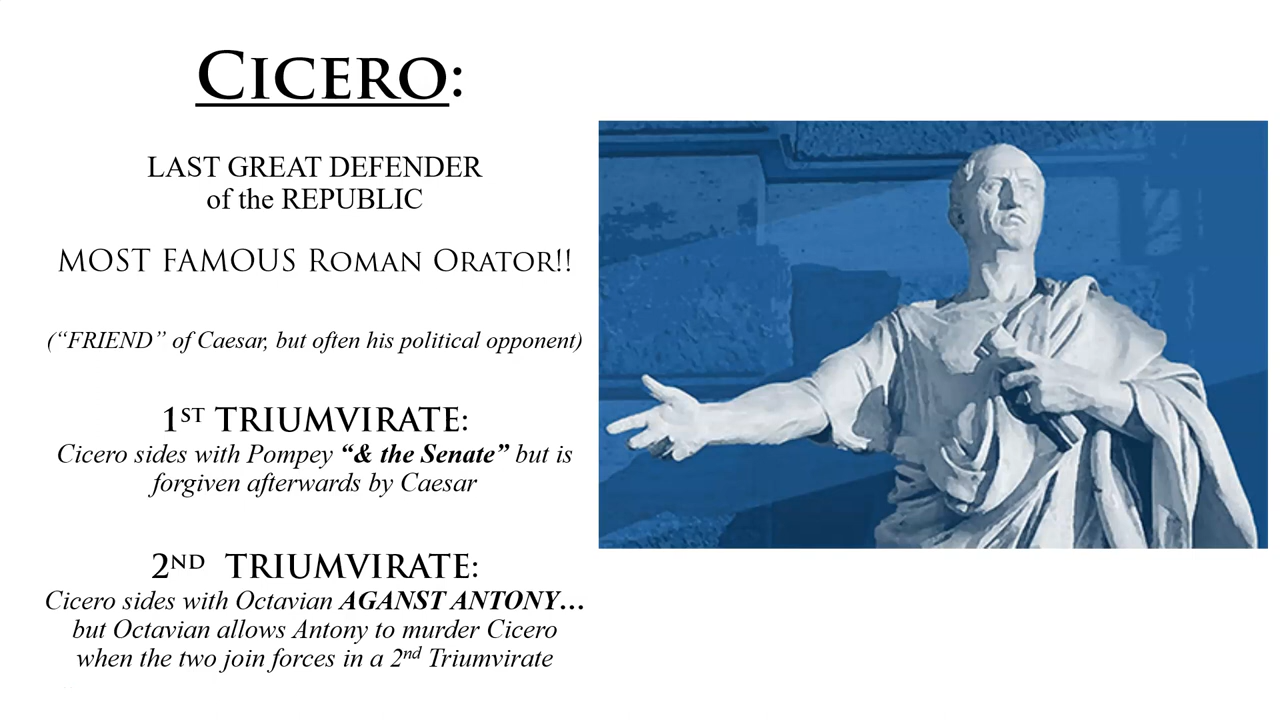 CICERO:
LAST GREAT DEFENDER
of the REPUBLIC
MOST FAMOUS ROMAN ORATOR!!
(“FRIEND” of Caesar, but often his political opponent)
1ST TRIUMVIRATE:
Cicero sides with Pompey “& the Senate” but is
forgiven afterwards by Caesar
2ND TRIUMVIRATE:
Cicero sides with Octavian AGANST ANTONY…
but Octavian allows Antony to murder Cicero
when the two join forces in a 2nd Triumvirate